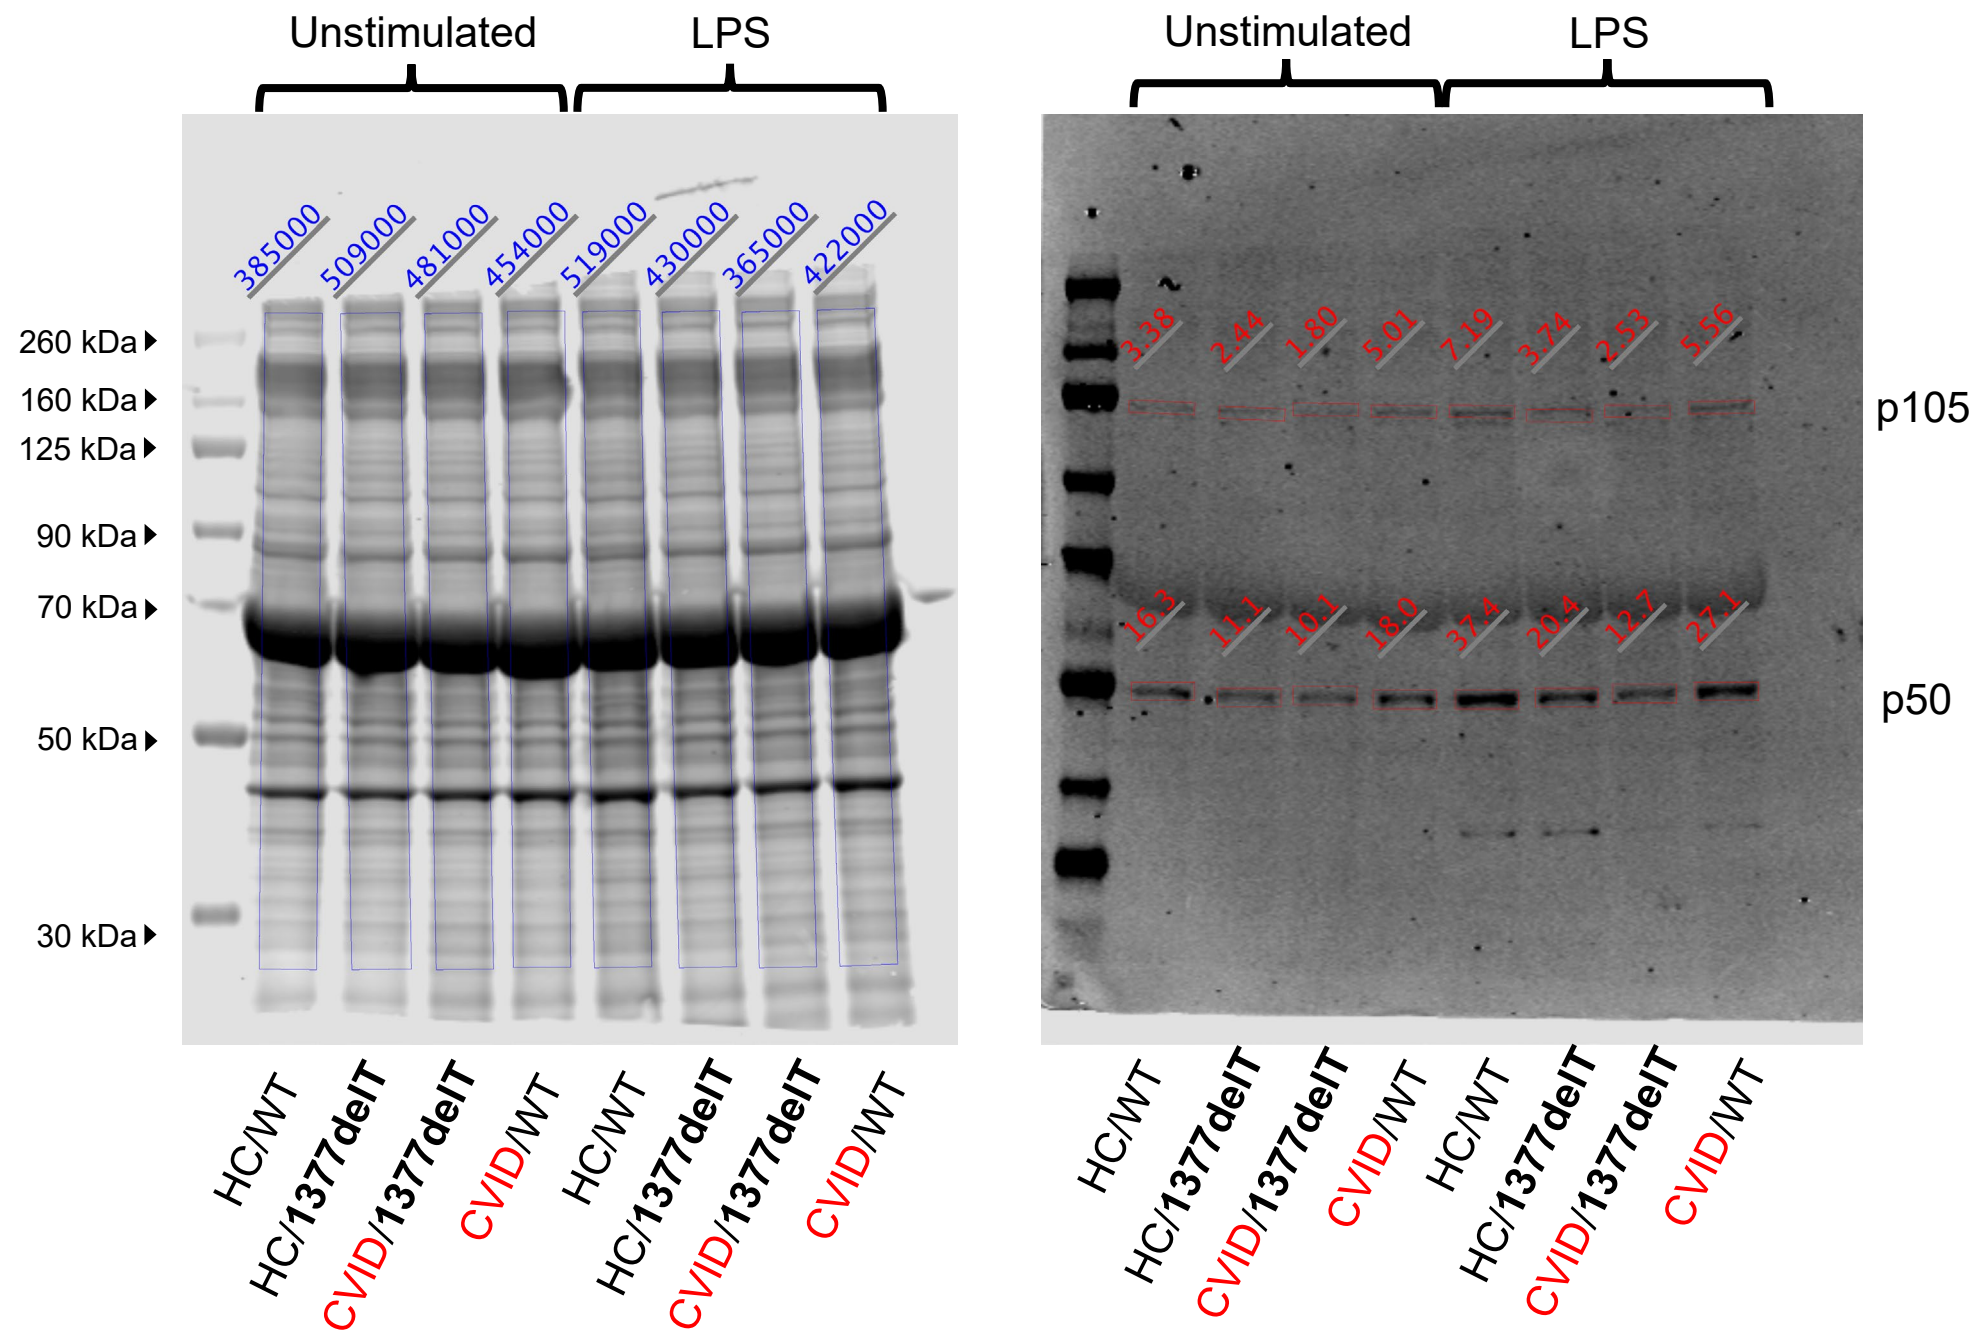 Unstimulated
LPS
Unstimulated
LPS
385000
509000
481000
454000
519000
430000
365000
422000
260 kDa
160 kDa
125 kDa
90 kDa
70 kDa
50 kDa
30 kDa
3.38
2.44
1.80
5.01
7.19
3.74
2.53
5.56
p105
16.3
11.1
10.1
18.0
37.4
20.4
12.7
27.1
p50
HC/WT
HC/1377delT
CVID/1377delT
CVID/WT
HC/WT
HC/1377delT
CVID/1377delT
CVID/WT
HC/WT
HC/1377delT
CVID/1377delT
CVID/WT
HC/WT
HC/1377delT
CVID/1377delT
CVID/WT